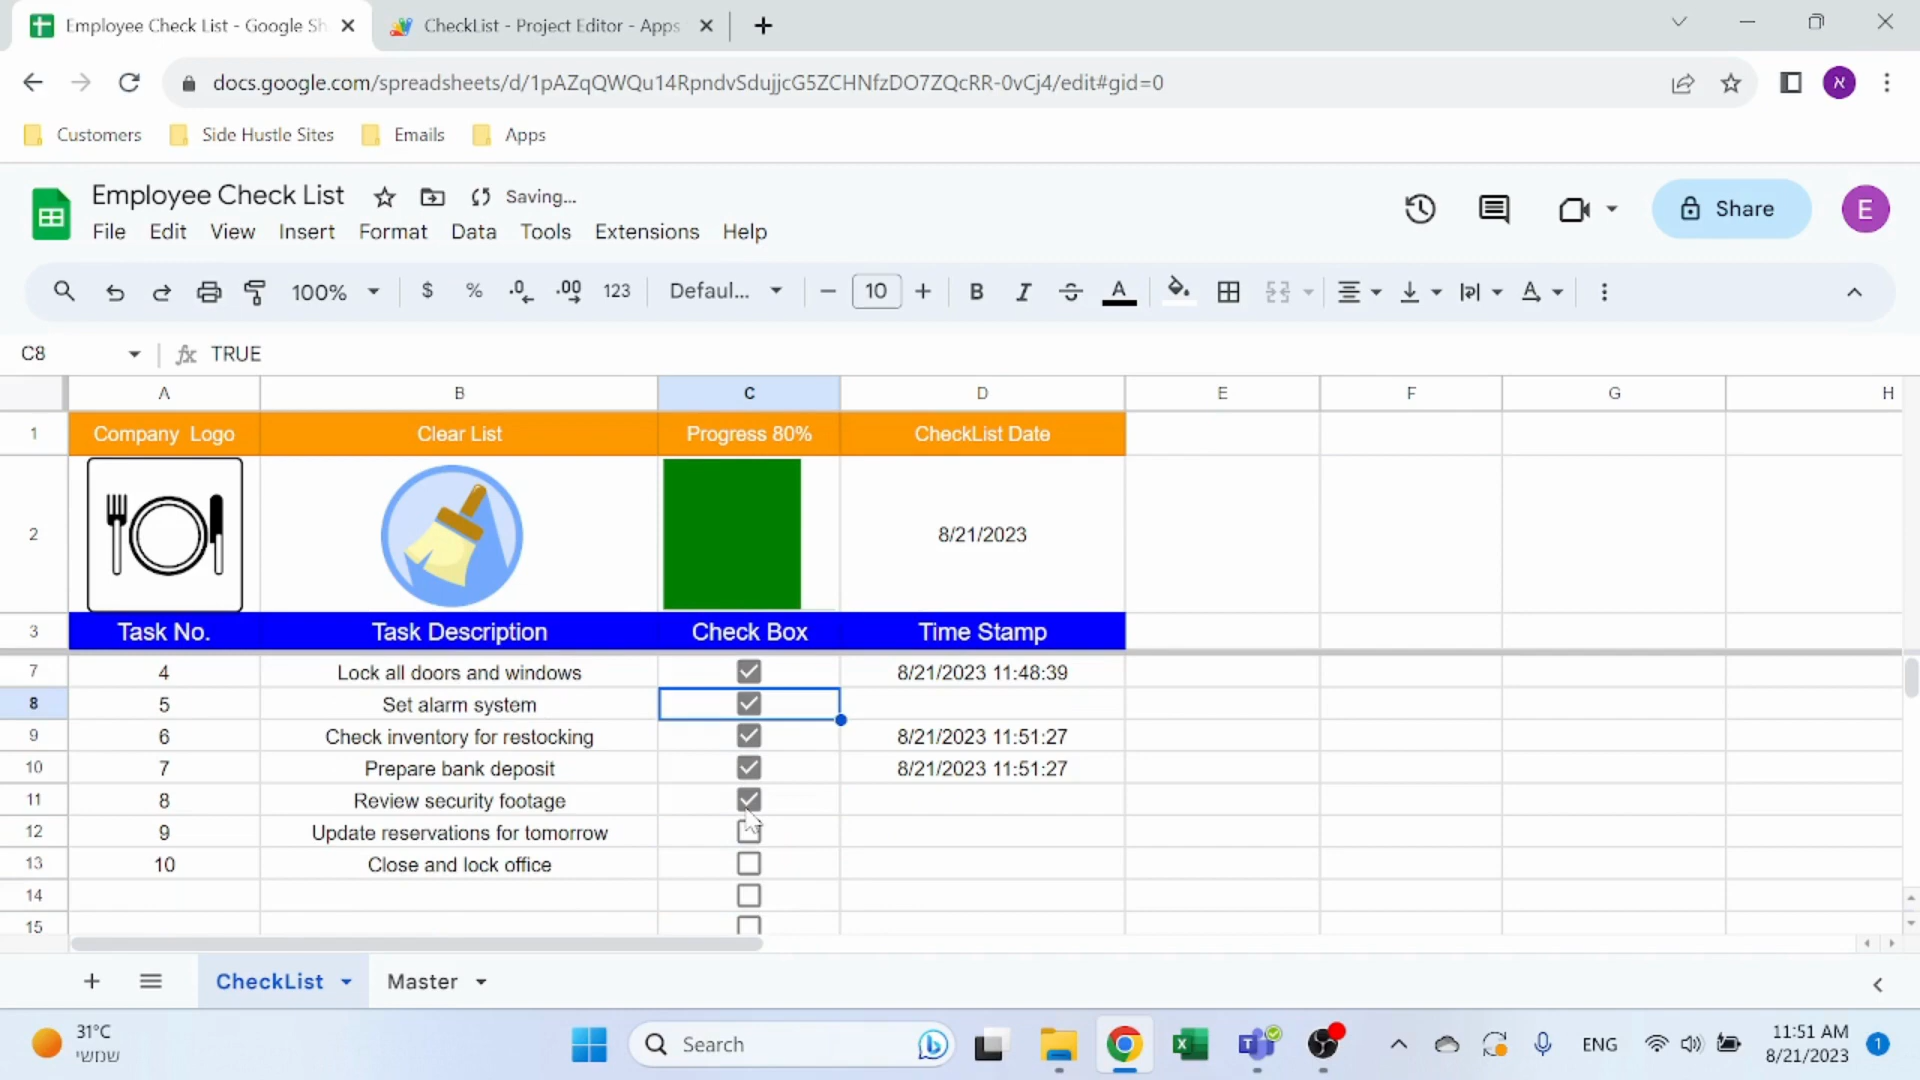 Employee Check List - Google Sh
CheckList - Project Editor - Apps
docs.google.com/spreadsheets/d/1pAZqQWQu14RpndvSdujjcG5ZCHNfzDO7ZQcRR-0vCj4/edit#gid=0
א
Customers
Side Hustle Sites
Emails
Apps
Employee Check List
Saving...
File Edit View Insert Format Data Tools Extensions Help
Share
E
100%
$ % .0 .00 123
Defaul...
10
B I A
C8
fx TRUE
A B C D E F G H
1 Company Logo Clear List Progress 80% CheckList Date
2 8/21/2023
3 Task No. Task Description Check Box Time Stamp
7 4 Lock all doors and windows 8/21/2023 11:48:39
8 5 Set alarm system
9 6 Check inventory for restocking 8/21/2023 11:51:27
10 7 Prepare bank deposit 8/21/2023 11:51:27
11 8 Review security footage
12 9 Update reservations for tomorrow
13 10 Close and lock office
14
15
CheckList
Master
31°C
שמשי
Search
ENG
11:51 AM
8/21/2023
1